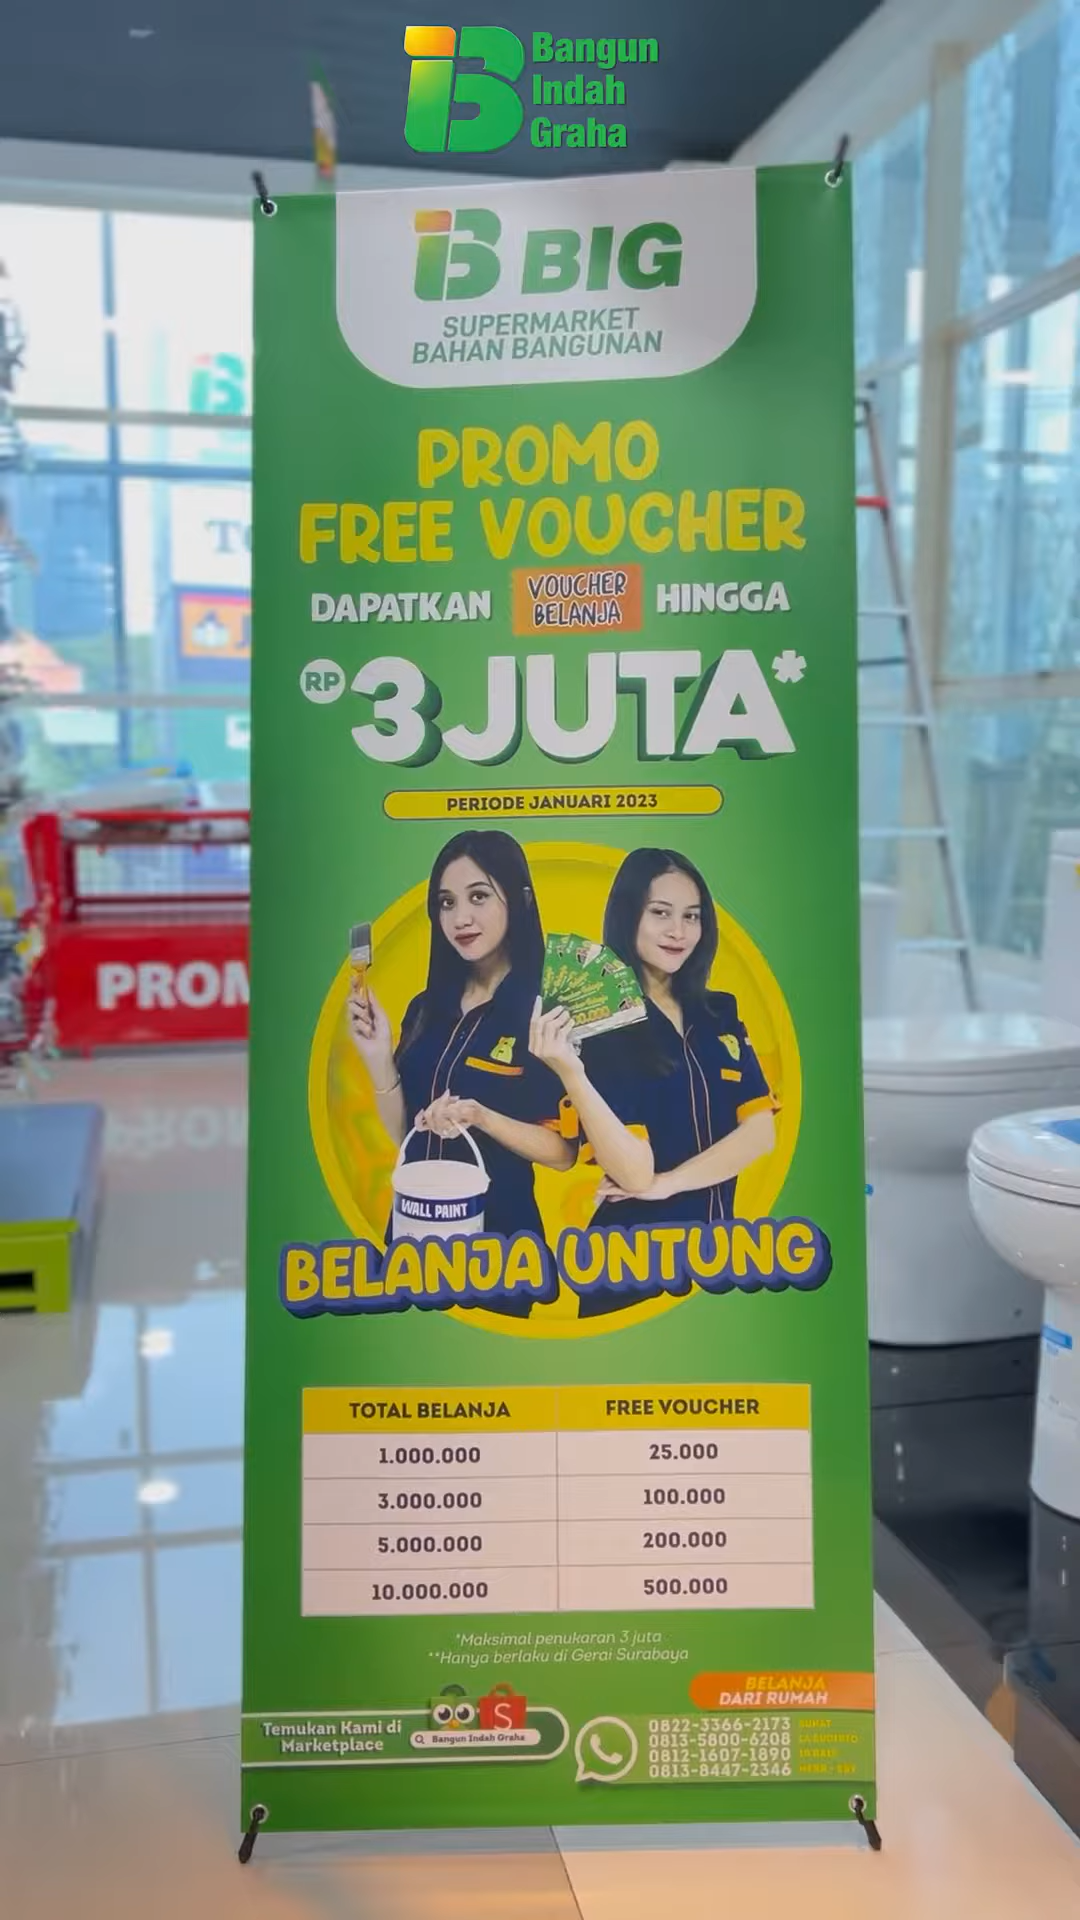 Bangun
Indah
Graha
BIG
SUPERMARKET
BAHAN BANGUNAN
PROMO
FREE VOUCHER
DAPATKAN VOUCHER BELANJA HINGGA
RP 3 JUTA*
PERIODE JANUARI 2023
PROM
WALL PAINT
BELANJA UNTUNG
TOTAL BELANJA FREE VOUCHER
1.000.000 25.000
3.000.000 100.000
5.000.000 200.000
10.000.000 500.000
*Maksimal penukaran 3 juta
**Hanya berlaku di Gerai Surabaya
BELANJA
DARI RUMAH
Temukan Kami di
Marketplace
Bangun Indah Graha
0822-3366-2173
0813-5800-6208
0812-1607-1890
0813-8447-2346